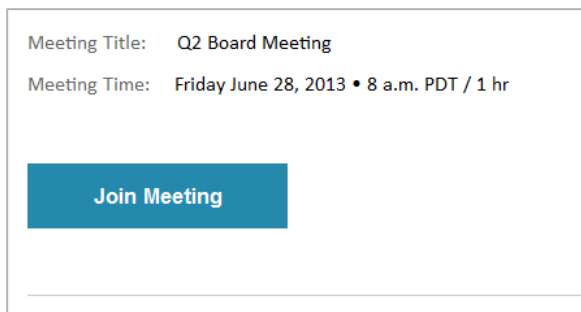 Meeting Title: Q2 Board Meeting
Meeting Time: Friday June 28, 2013 • 8 a.m. PDT / 1 hr
Join Meeting